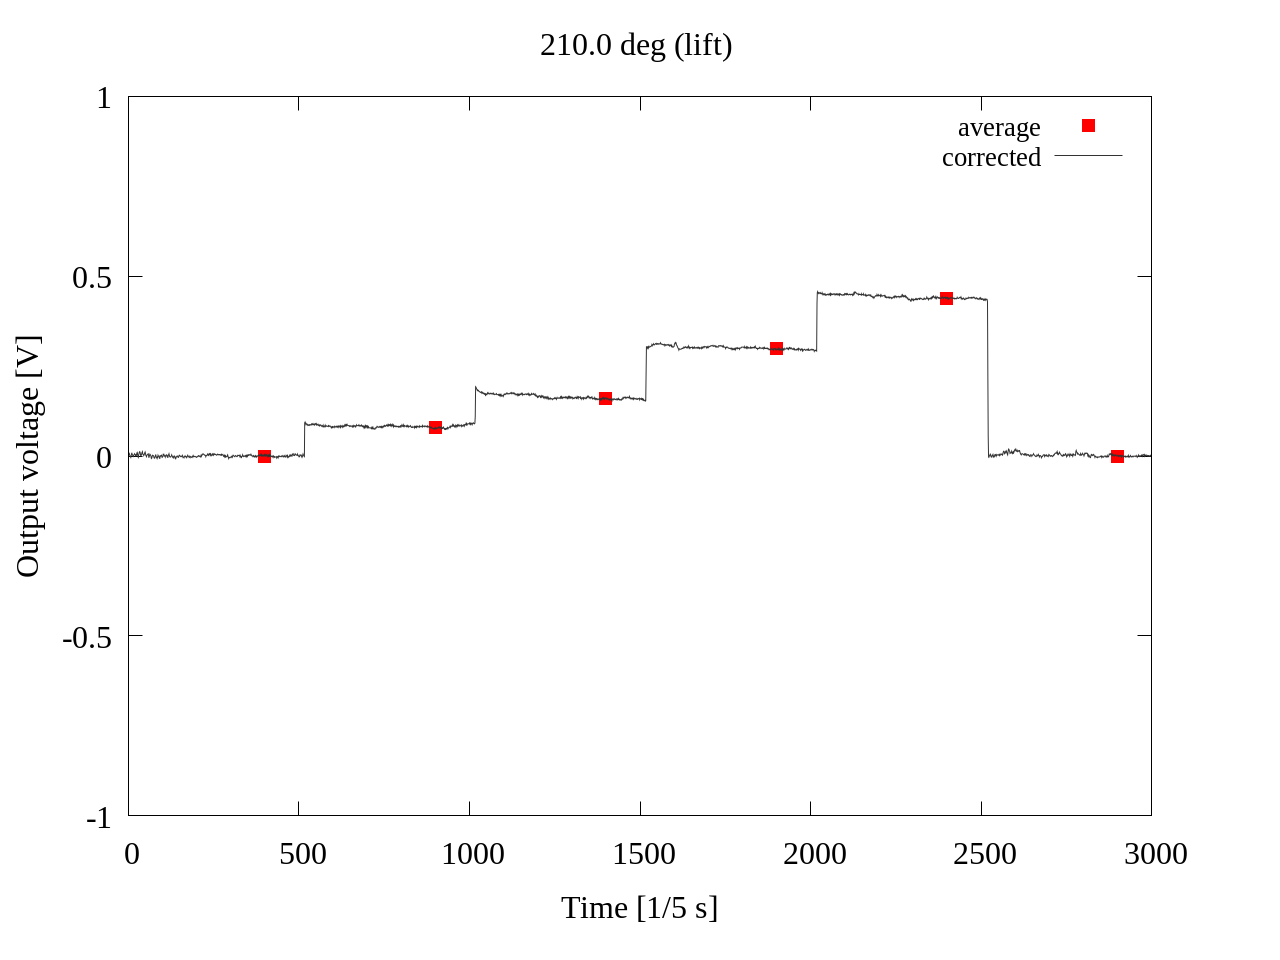 210.0 deg (lift)
average
corrected
1
0.5
0
-0.5
-1
Output voltage [V]
0 500 1000 1500 2000 2500 3000
Time [1/5 s]